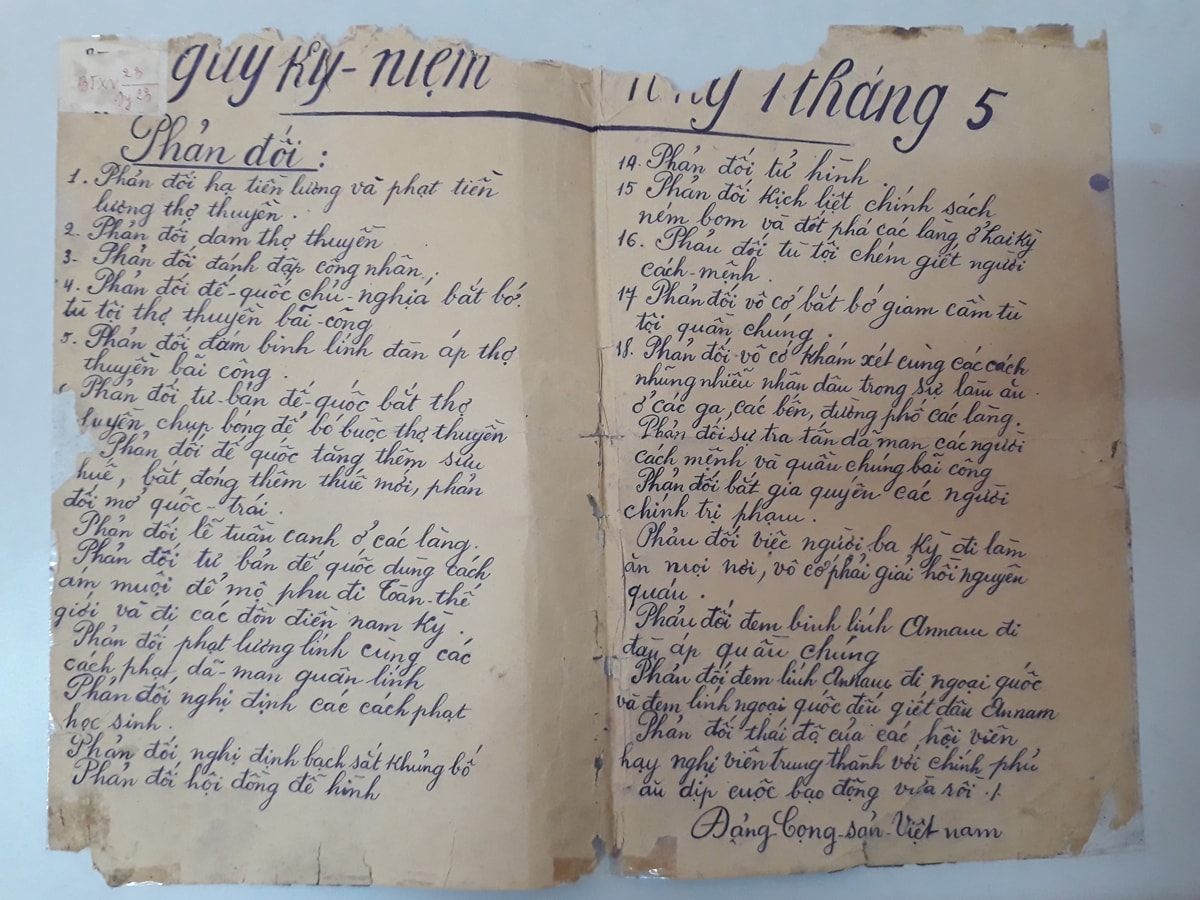 quy kỷ-niệm ngày 1 tháng 5
Phản đối :
1. Phản đối hạ tiền lương và phạt tiền
lương thợ thuyền.
2. Phản đối dam thợ thuyền
3. Phản đối đánh đập công nhân.
4. Phản đối đế-quốc chủ-nghiã bắt bớ
tù tội thợ thuyền bãi-công
5. Phản đối đám binh lính đàn áp thợ
thuyền bãi công.
Phản đối tư-bản đế-quốc bắt thợ
thuyền chụp bóng để bó buộc thợ thuyền
Phản đối đế quốc tăng thêm sưu
huế, bắt đóng thêm thuế mới, phản
đối mở quốc-trái.
Phản đối lễ tuần canh ở các làng.
Phản đối tư bản đế quốc dùng cách
am muội để mộ phu đi Tân-thế
giới và đi các đồn điền nam kỳ.
Phản đối phạt lương lính cùng các
cách phạt dã-man quân lính
Phản đối nghị định các cách phạt
học sinh.
Phản đối nghị định bạch sắt khủng bố
Phản đối hội đồng đề hình
14. Phản đối tử hình.
15 Phản đối kịch liệt chính sách
ném bom và đốt phá các làng ở hai kỳ
16. Phản đối tù tội chém giết người
cách-mệnh.
17 Phản đối vô cớ bắt bớ giam cầm tù
tội quần chúng.
18. Phản đối vô cớ khám xét cùng các cách
những nhiễu nhân dân trong sự làm ăn
ở các ga, các bến, đường phố các làng.
Phản đối sự tra tấn dã man các người
cách mệnh và quần chúng bãi công
Phản đối bắt gia quyến các người
chính trị phạm.
Phản đối việc người ba kỳ đi làm
ăn mọi nơi, vô cớ phải giải hồi nguyên
quán.
Phản đối đem binh lính Annam đi
đàn áp quần chúng
Phản đối đem lính Annam đi ngoại quốc
và đem lính ngoại quốc đến giết dân Annam
Phản đối thái độ của các hội viên
hay nghị viên trung thành với chính phủ
ău dịp cuộc bạo động vừa rồi ./.
Đảng Cọng-sản-Việt nam